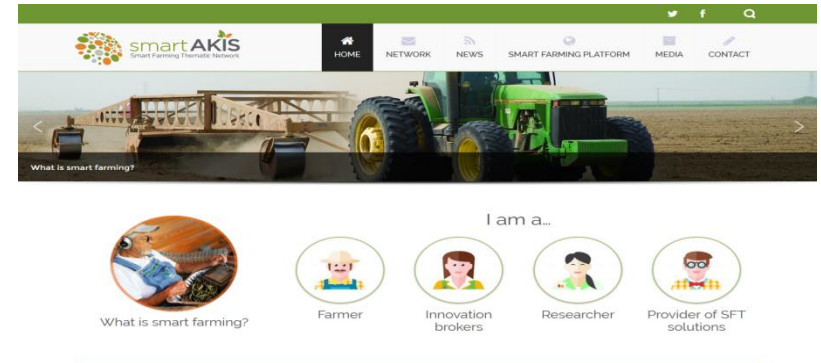 smartAKIS
Smart Farming Thematic Network
HOME
NETWORK
NEWS
SMART FARMING PLATFORM
MEDIA
CONTACT
What is smart farming?
I am a...
What is smart farming?
Farmer
Innovation
brokers
Researcher
Provider of SFT
solutions